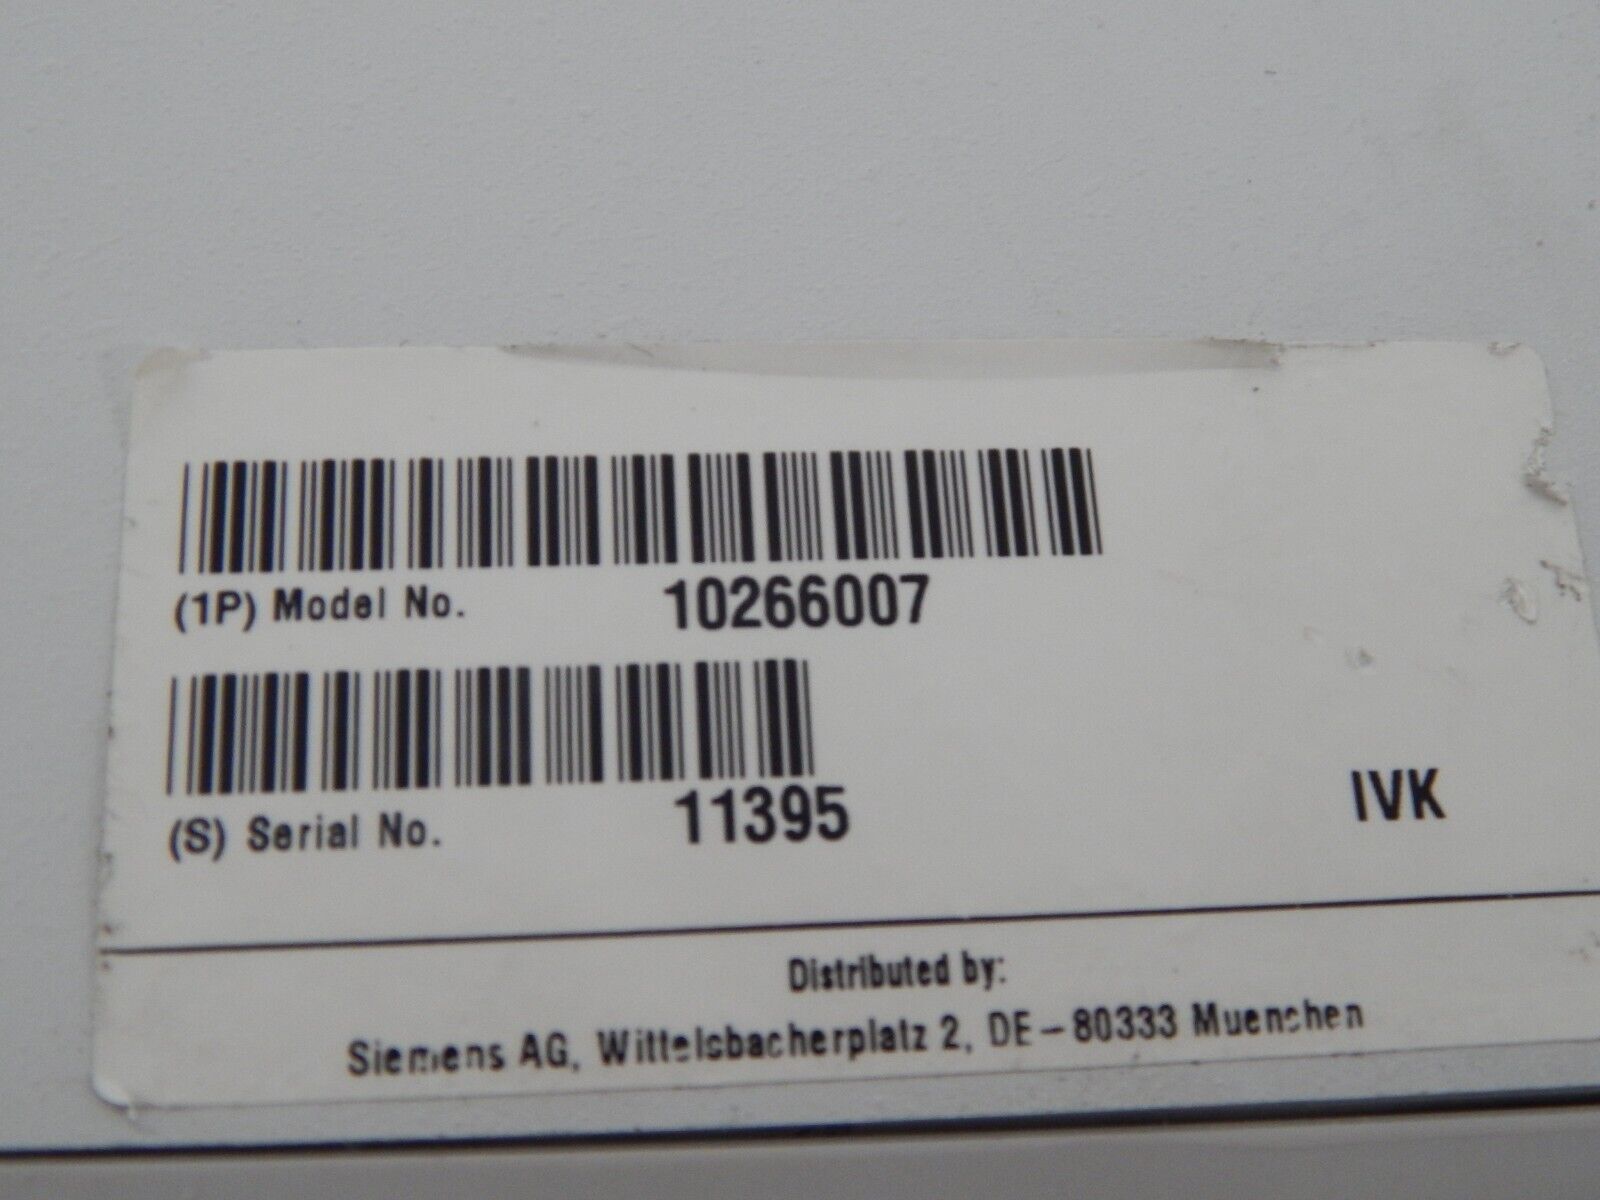 (1P) Model No. 10266007
(S) Serial No. 11395
IVK
Distributed by:
Siemens AG, Wittelsbacherplatz 2, DE-80333 Muenchen